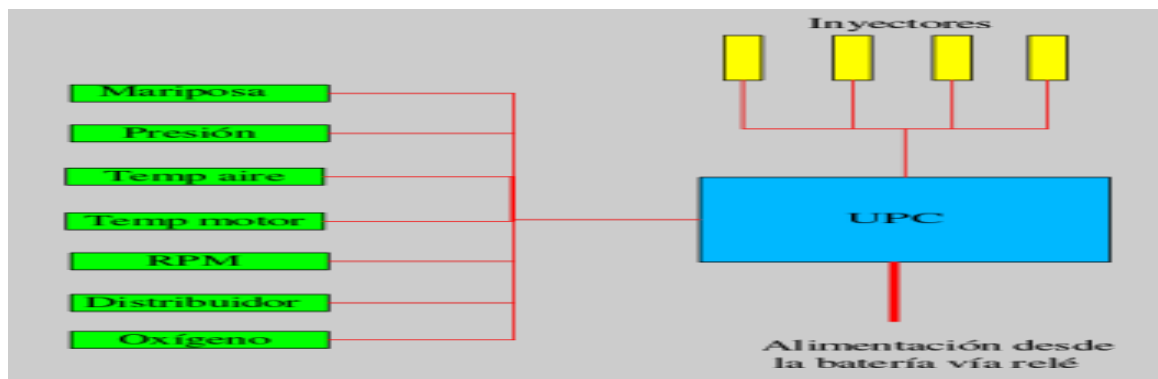 Inyectores
Mariposa
Presión
Temp aire
Temp motor
RPM
Distribuidor
Oxígeno
UPC
Alimentación desde
la batería vía relé